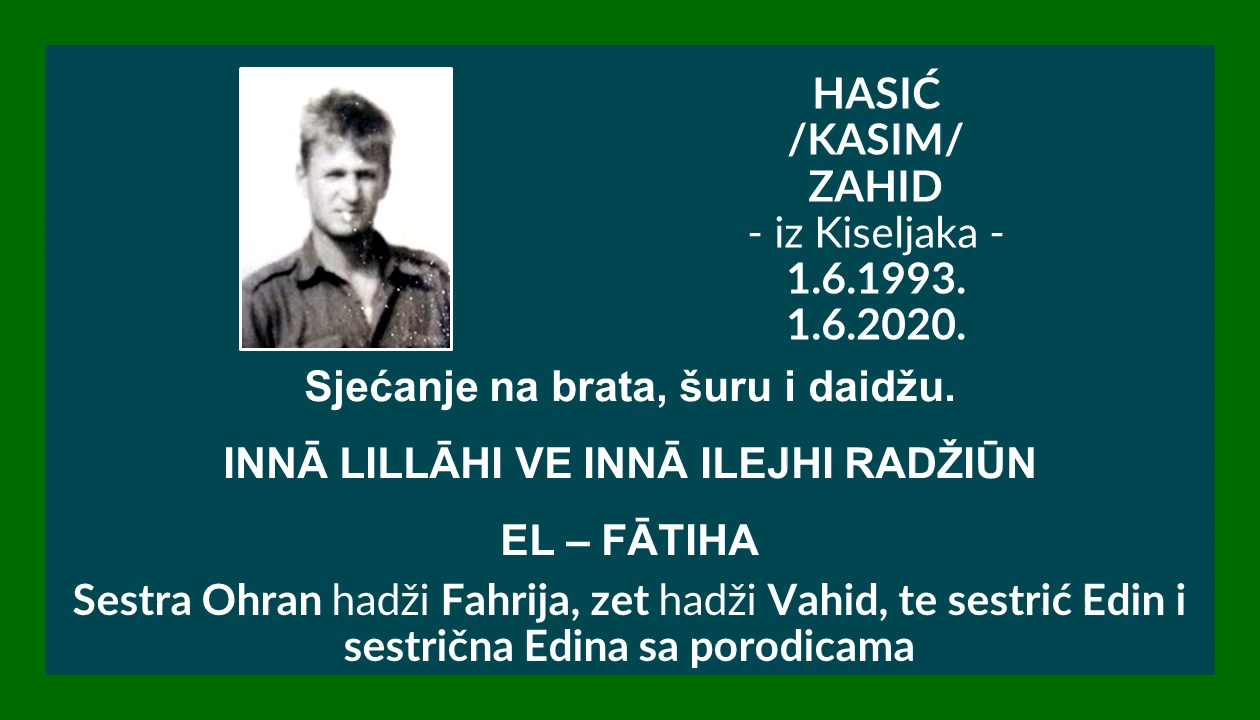 HASIĆ
/KASIM/
ZAHID
- iz Kiseljaka -
1.6.1993.
1.6.2020.
Sjećanje na brata, šuru i daidžu.
INNĀ LILLĀHI VE INNĀ ILEJHI RADŽIŪN
EL – FĀTIHA
Sestra Ohran hadži Fahrija, zet hadži Vahid, te sestrić Edin i
sestrična Edina sa porodicama